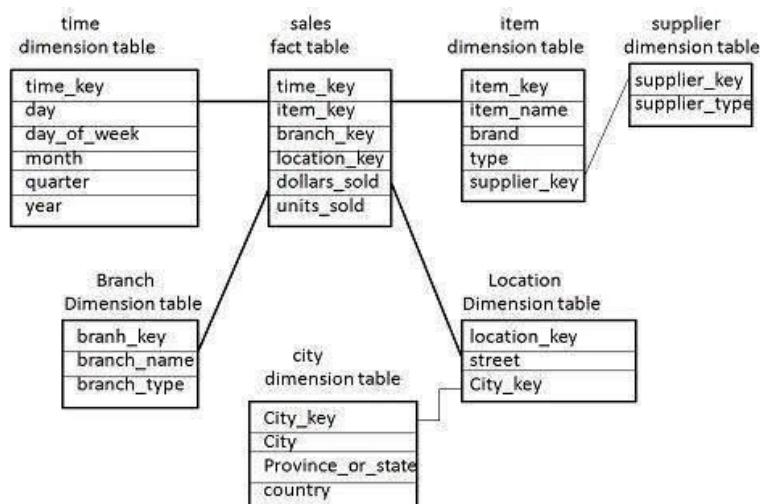 time
dimension table
time_key
day
day_of_week
month
quarter
year
sales
fact table
time_key
item_key
branch_key
location_key
dollars_sold
units_sold
item
dimension table
item_key
item_name
brand
type
supplier_key
supplier
dimension table
supplier_key
supplier_type
Branch
Dimension table
branh_key
branch_name
branch_type
city
dimension table
City_key
City
Province_or_state
country
Location
Dimension table
location_key
street
City_key